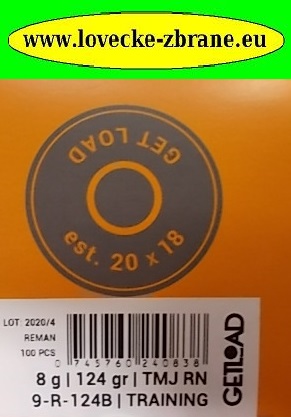 www.lovecke-zbrane.eu
GET LOAD
est. 20 x 18
LOT: 2020/4
REMAN
100 PCS
0 745760 240838
8 g | 124 gr | TMJ RN
9-R-124B | TRAINING
GETLOAD